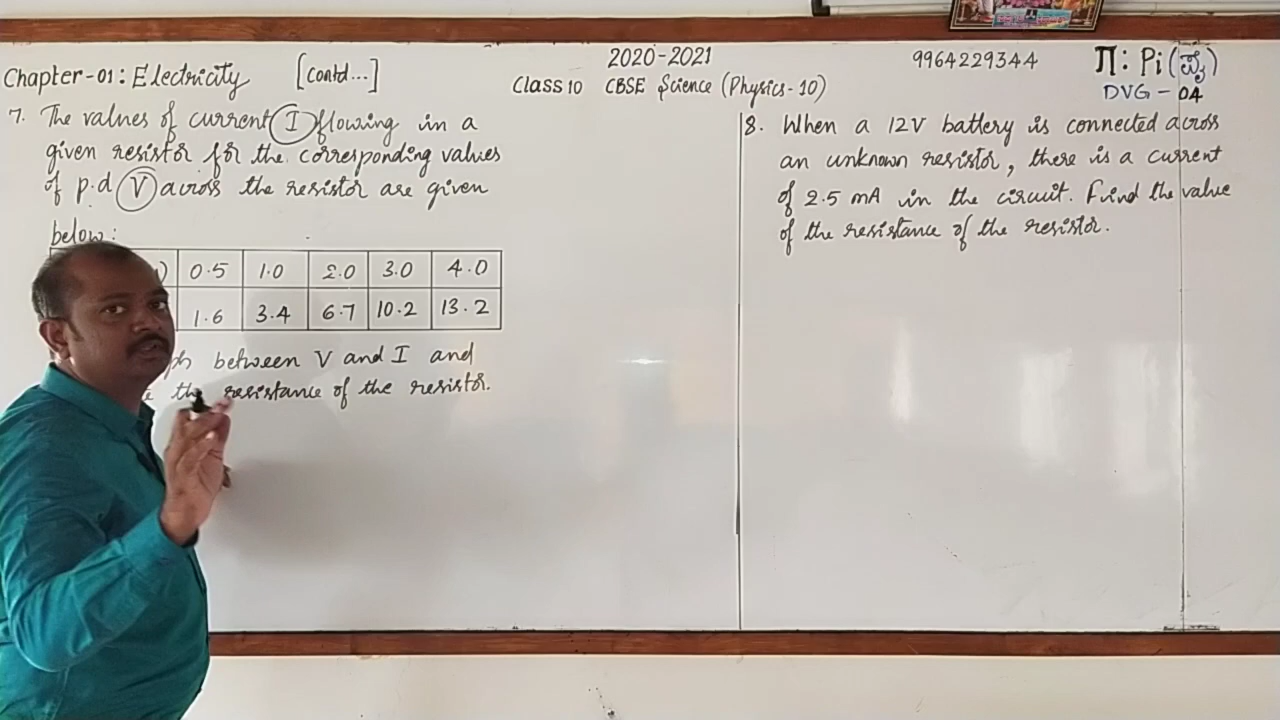 2020-2021
9964229344
Π: Pi (ಪೈ)
Chapter-01: Electricity [contd...]
Class 10 CBSE Science (Physics-10)
DVG - 04
7. The values of current I flowing in a
given resistor for the corresponding values
of p.d V across the resistor are given
below:
0.5 1.0 2.0 3.0 4.0
1.6 3.4 6.7 10.2 13.2
between V and I and
the resistance of the resistor.
8. When a 12V battery is connected across
an unknown resistor, there is a current
of 2.5 mA in the circuit. Find the value
of the resistance of the resistor.